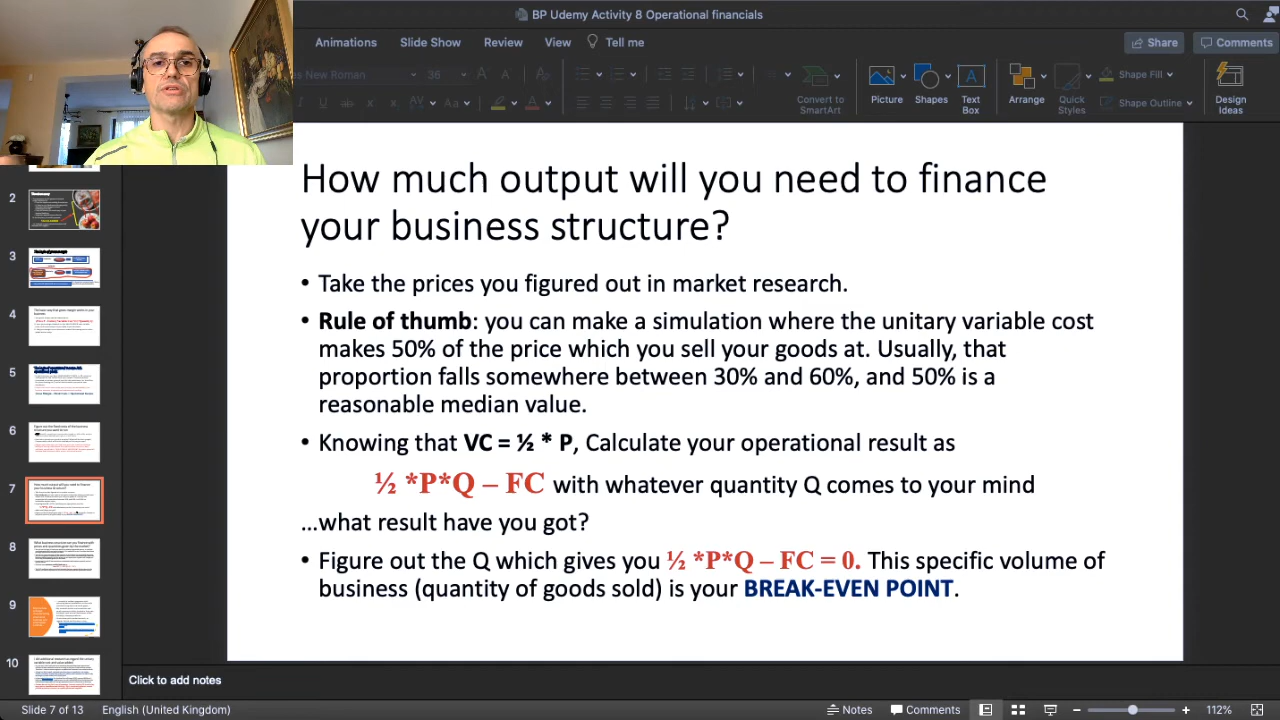 BP Udemy Activity 8 Operational financials
Animations Slide Show Review View Tell me
Share Comments
s New Roman 36
Convert to SmartArt
Picture Shapes Text Box Arrange Quick Styles Shape Fill Shape Outline Design Ideas
How much output will you need to finance
your business structure?
• Take the prices you figured out in market research.
• Rule of thumb: you can make a simulation where the unitary variable cost
makes 50% of the price which you sell your goods at. Usually, that
proportion falls somewhere between 30% and 60%, and 50% is a
reasonable median value.
• Knowing that VC = ½ * P, Calculate your operational result as
½ *P*Q – FC with whatever quantity Q comes to your mind
…what result have you got?
• Figure out the Q which gives you ½ *P*Q – FC = 0. This specific volume of
business (quantity of goods sold) is your BREAK-EVEN POINT.
2
3
4
5
6
7
8
Click to add notes
Slide 7 of 13 English (United Kingdom) Notes Comments 112%